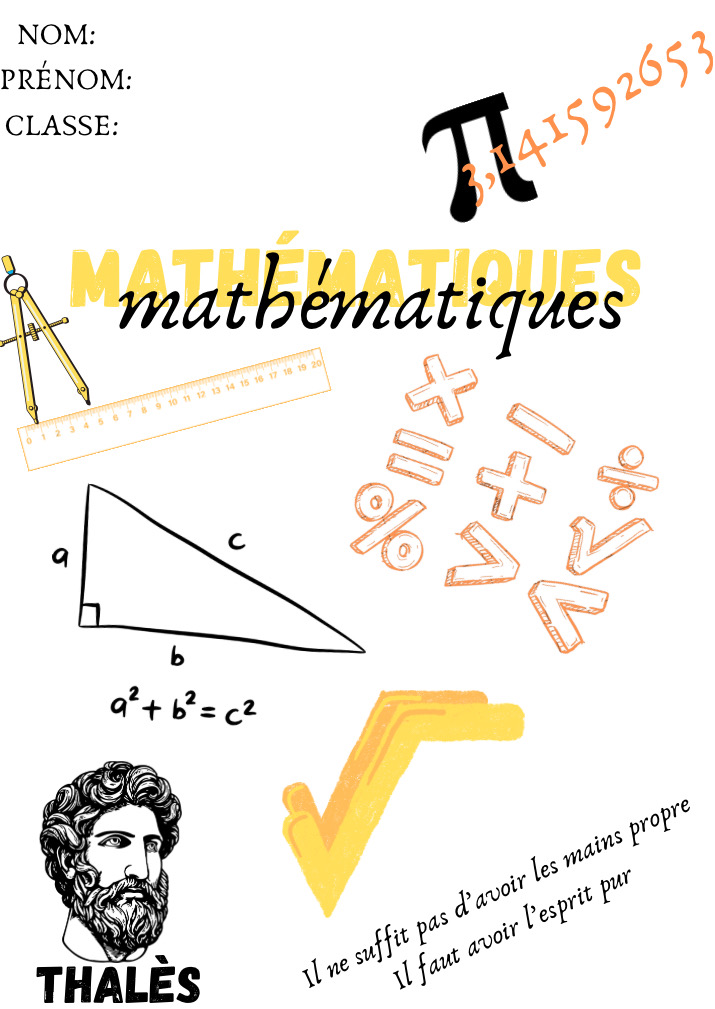 NOM:
PRÉNOM:
CLASSE:
π
3,141592653
MATHÉMATIQUES
mathématiques
0 1 2 3 4 5 6 7 8 9 10 11 12 13 14 15 16 17 18 19 20
× −
= + ÷
% > √
<
a
c
b
a² + b² = c²
√
THALÈS
Il ne suffit pas d'avoir les mains propre
Il faut avoir l'esprit pur